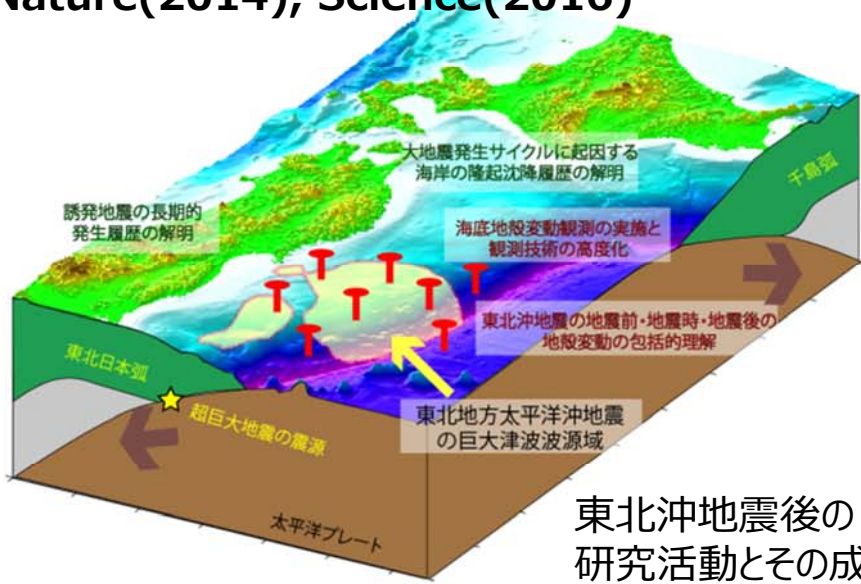 Nature(2014), Science(2016)
大地震発生サイクルに起因する
海岸の隆起沈降履歴の解明
千島弧
誘発地震の長期的
発生履歴の解明
海底地殻変動観測の実施と
観測技術の高度化
東北沖地震の地震前・地震時・地震後の
地殻変動の包括的理解
東北日本弧
超巨大地震の震源
東北地方太平洋沖地震
の巨大津波波源域
太平洋プレート
東北沖地震後の
研究活動とその成